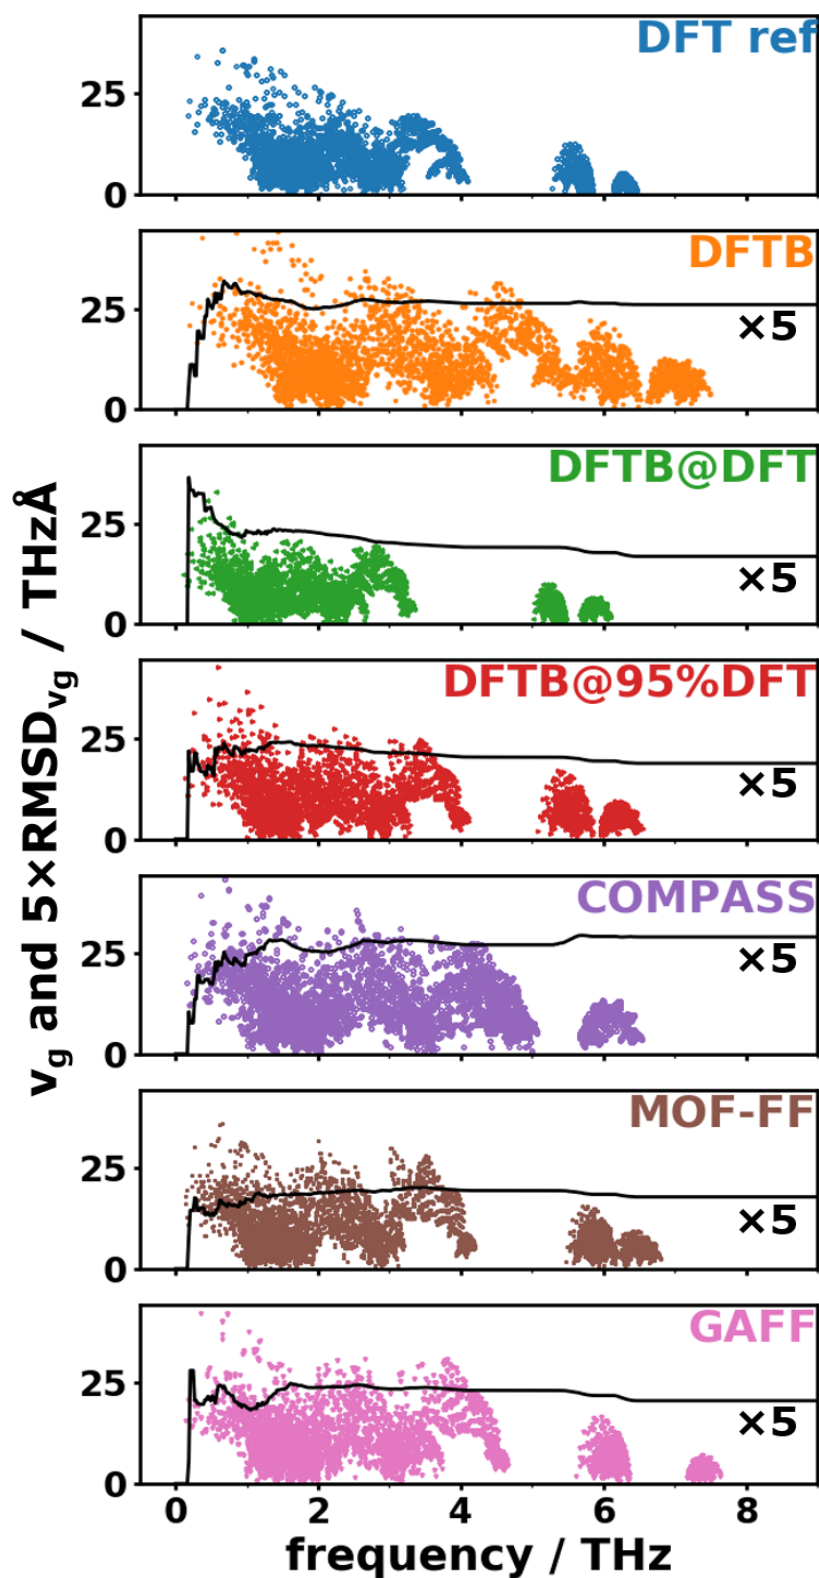 DFT ref
25
0
DFTB
25
×5
0
DFTB@DFT
25
×5
0
DFTB@95%DFT
25
×5
0
COMPASS
25
×5
0
MOF-FF
25
×5
0
GAFF
25
×5
0
0 2 4 6 8
frequency / THz
vg and 5×RMSDvg / THzÅ